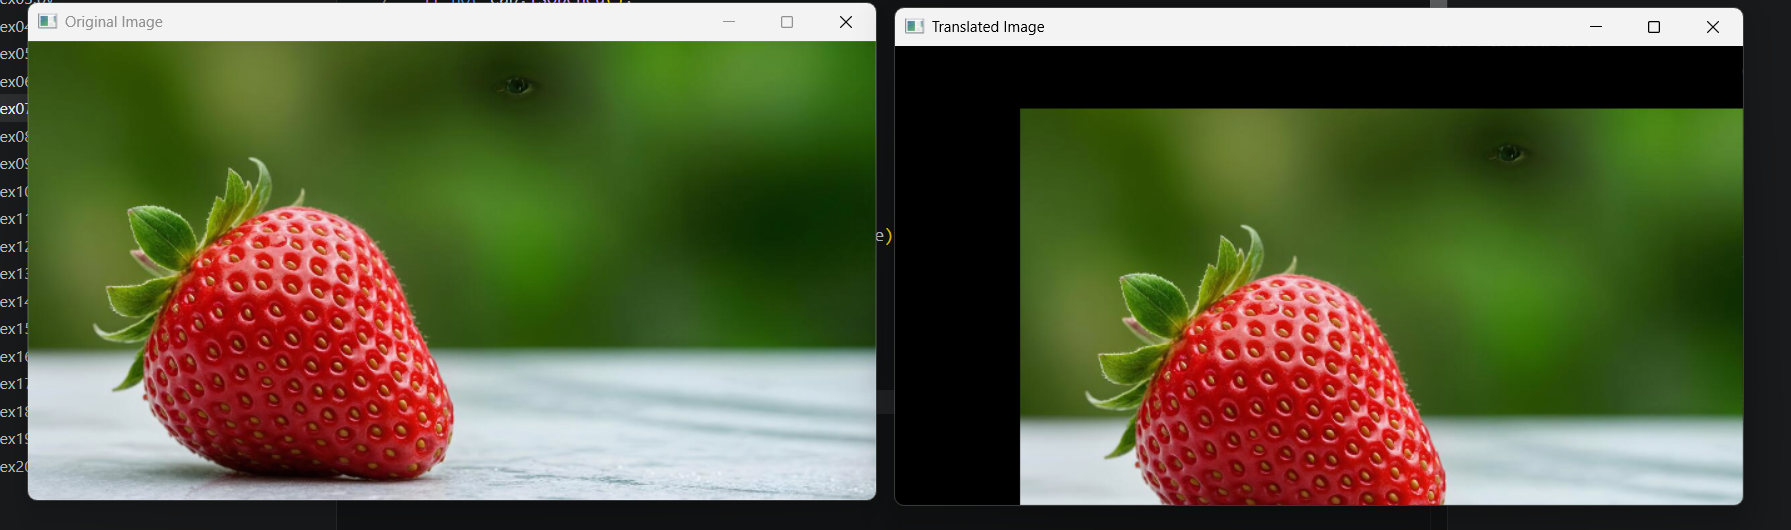 Original Image
Translated Image
ex04
ex05
ex06
ex07
ex08
ex09
ex10
ex11
e)
ex12
ex13
ex14
ex15
ex16
ex17
ex18
ex19
ex20